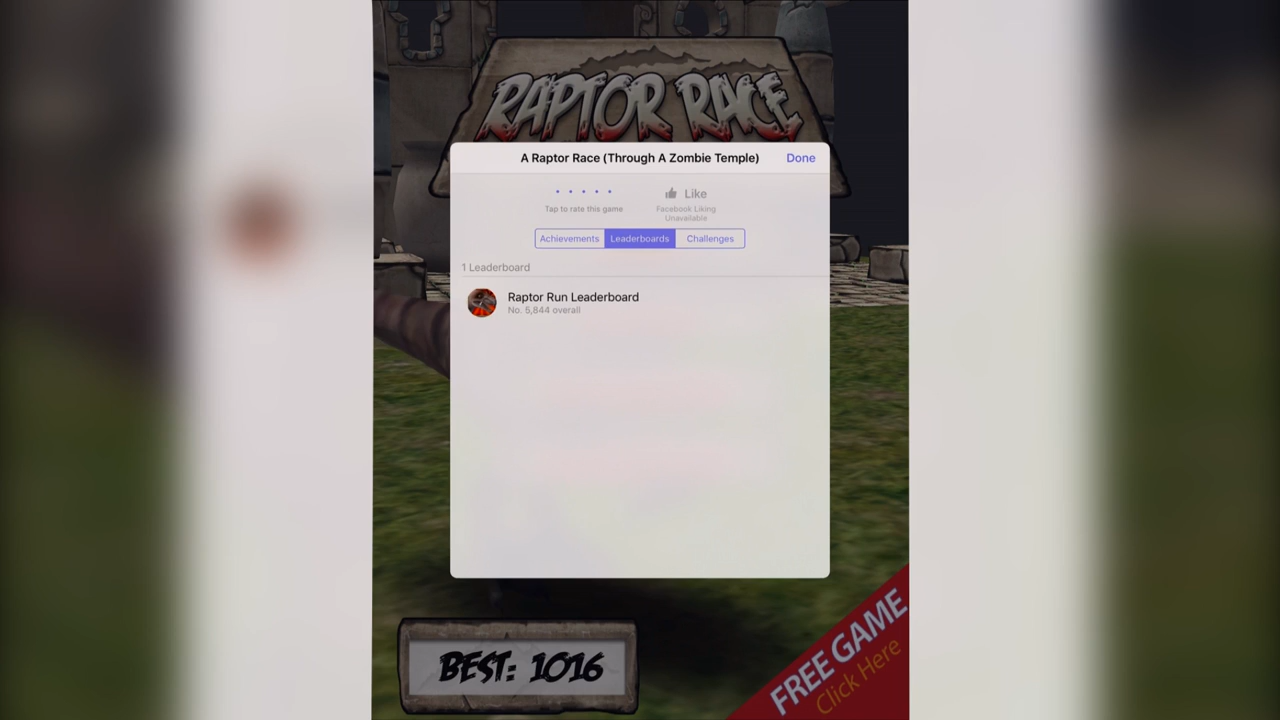 RAPTOR RACE
A Raptor Race (Through A Zombie Temple)
Done
Tap to rate this game
Like
Facebook Liking
Unavailable
Achievements
Leaderboards
Challenges
1 Leaderboard
Raptor Run Leaderboard
No. 5,844 overall
BEST: 1016
FREE GAME
Click Here